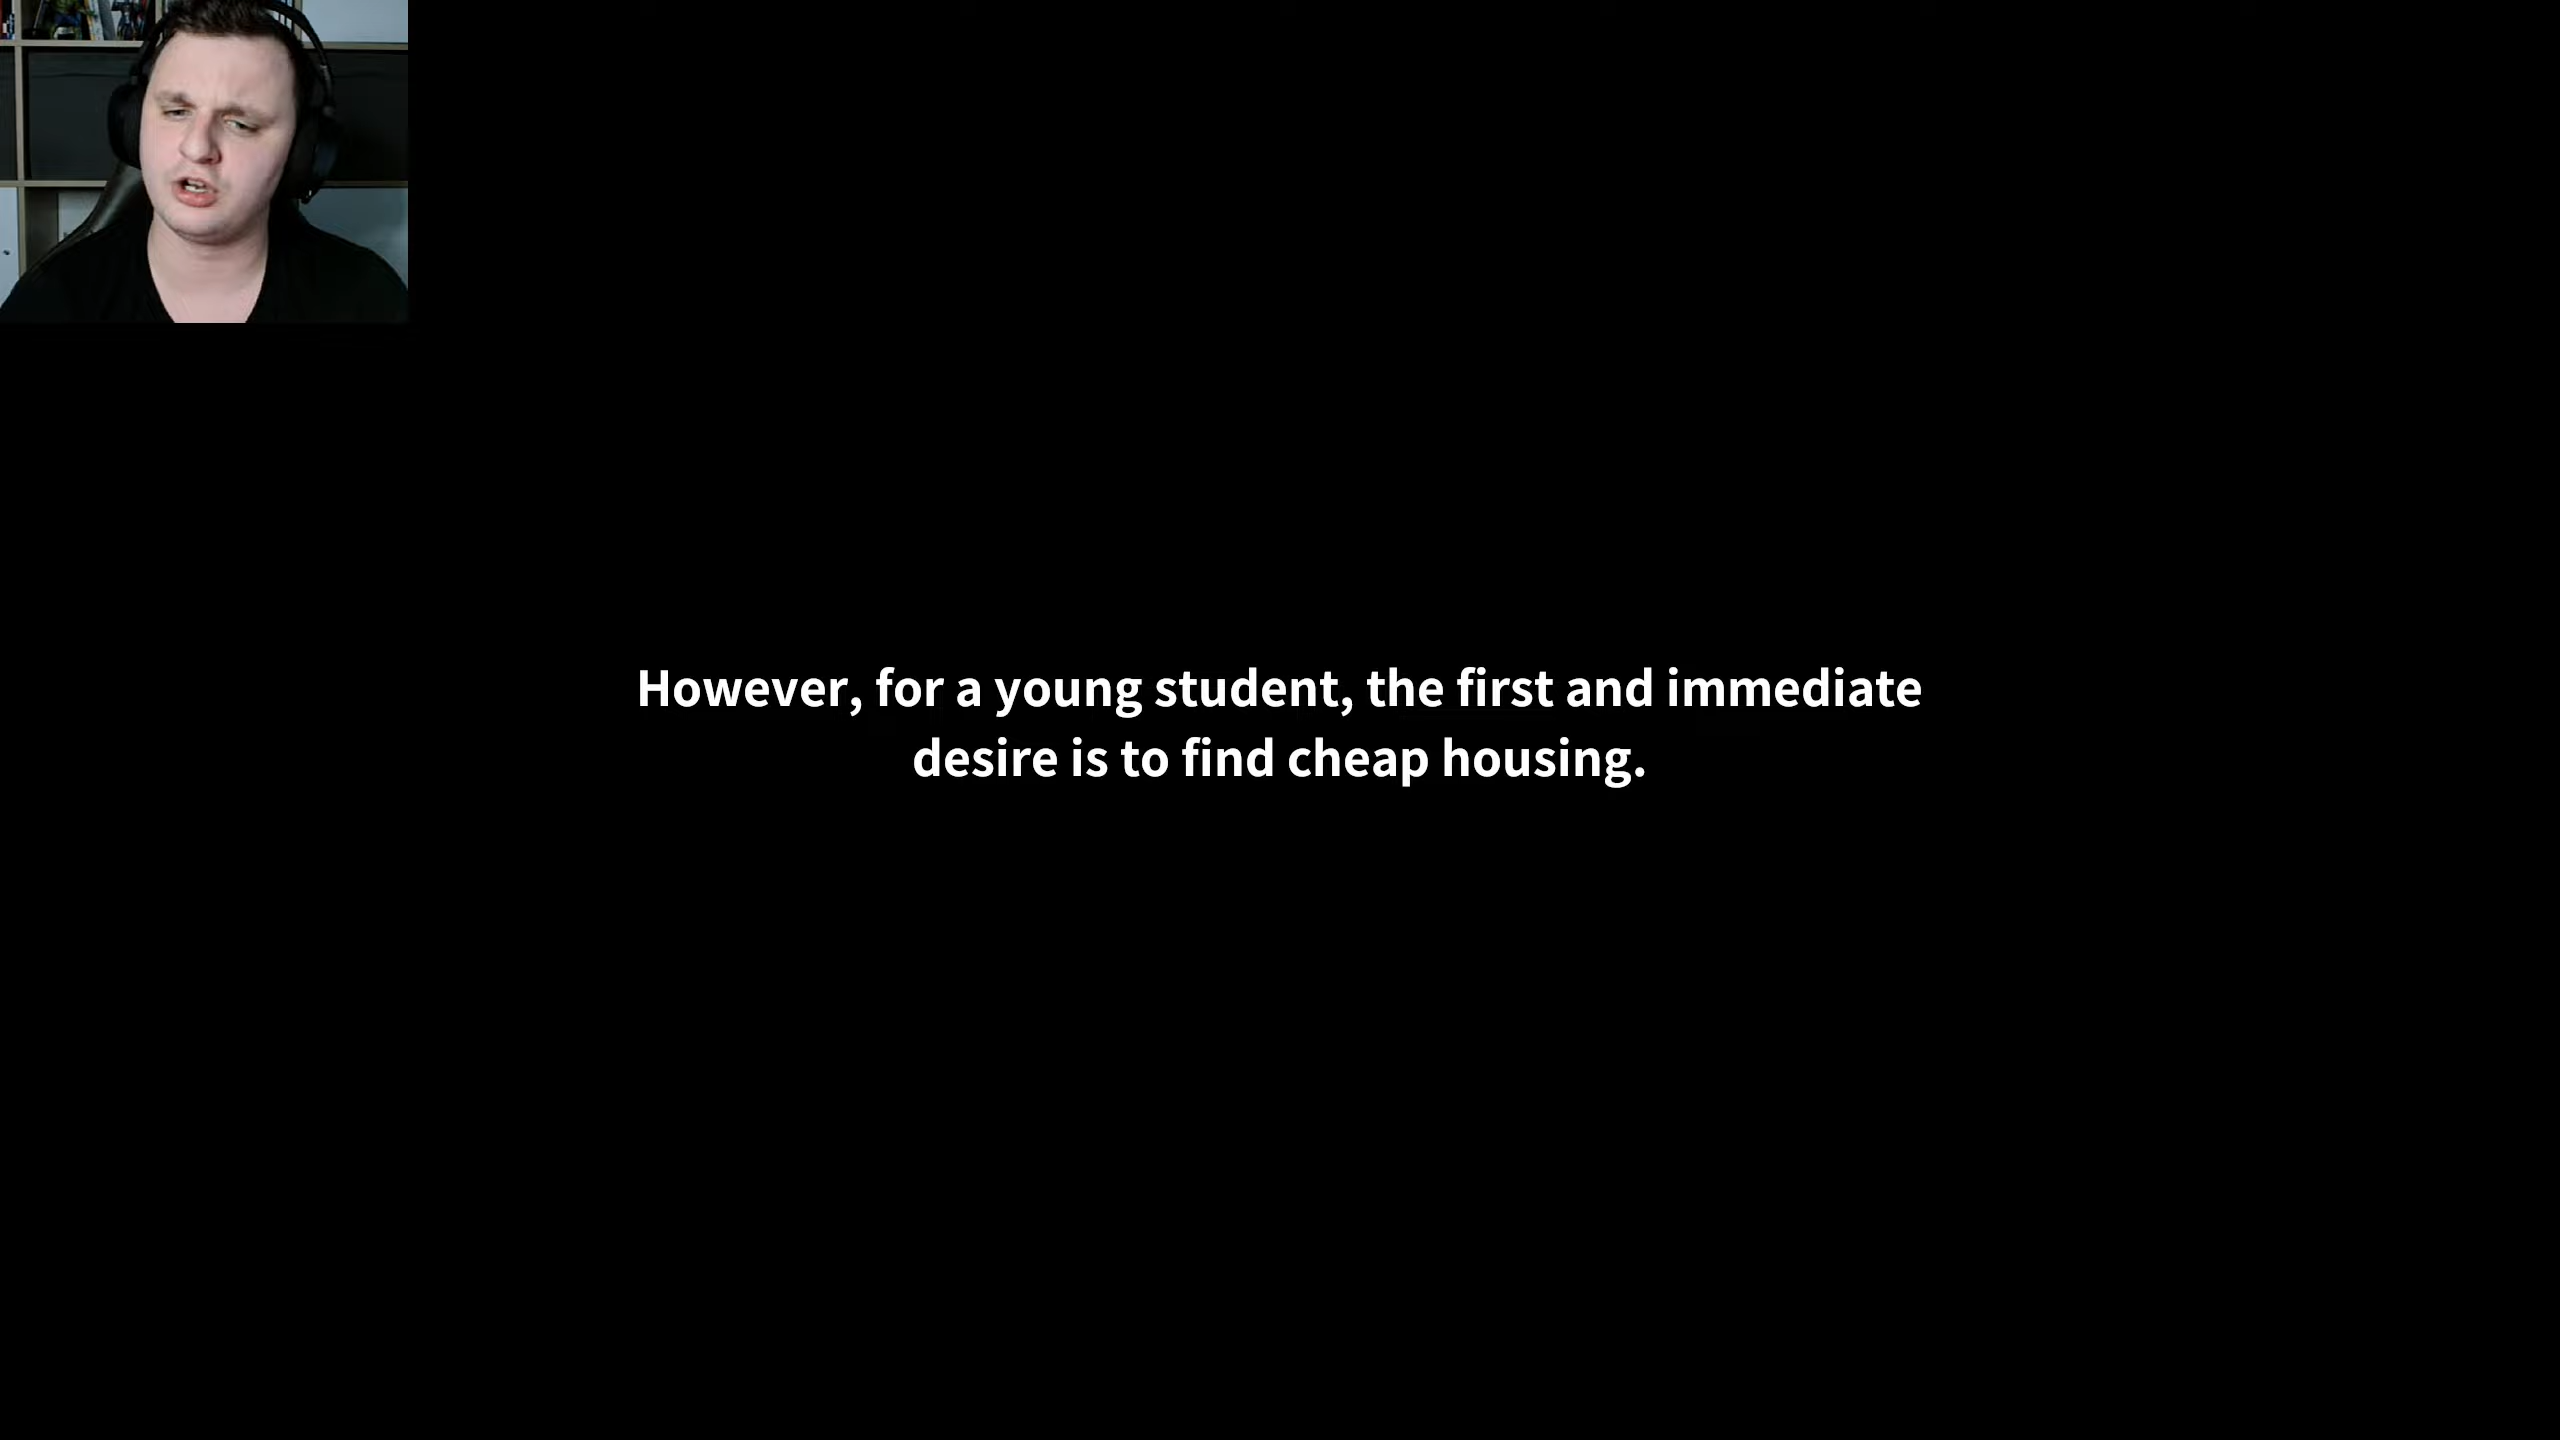 However, for a young student, the first and immediate
desire is to find cheap housing.